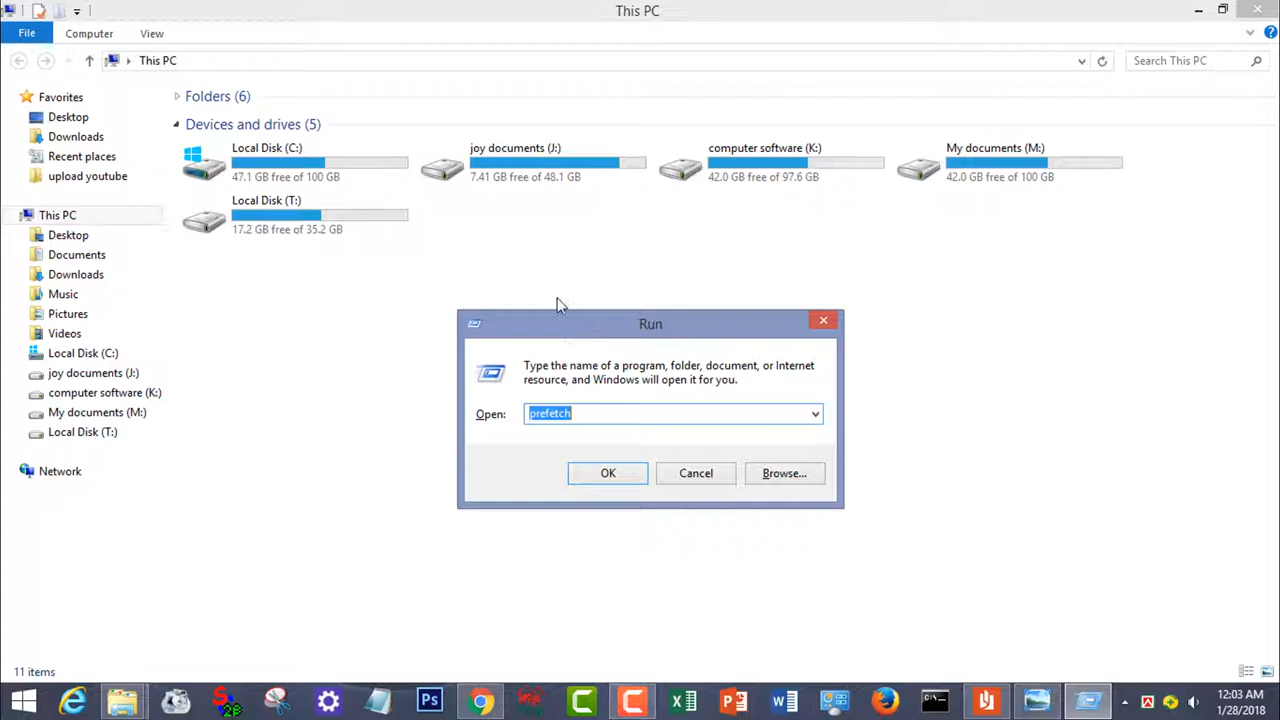 This PC
File Computer View
This PC
Search This PC
Favorites
Desktop
Downloads
Recent places
upload youtube
This PC
Desktop
Documents
Downloads
Music
Pictures
Videos
Local Disk (C:)
joy documents (J:)
computer software (K:)
My documents (M:)
Local Disk (T:)
Network
Folders (6)
Devices and drives (5)
Local Disk (C:)
47.1 GB free of 100 GB
joy documents (J:)
7.41 GB free of 48.1 GB
computer software (K:)
42.0 GB free of 97.6 GB
My documents (M:)
42.0 GB free of 100 GB
Local Disk (T:)
17.2 GB free of 35.2 GB
Run
Type the name of a program, folder, document, or Internet
resource, and Windows will open it for you.
Open: prefetch
OK Cancel Browse...
11 items
Ps
12:03 AM
1/28/2018